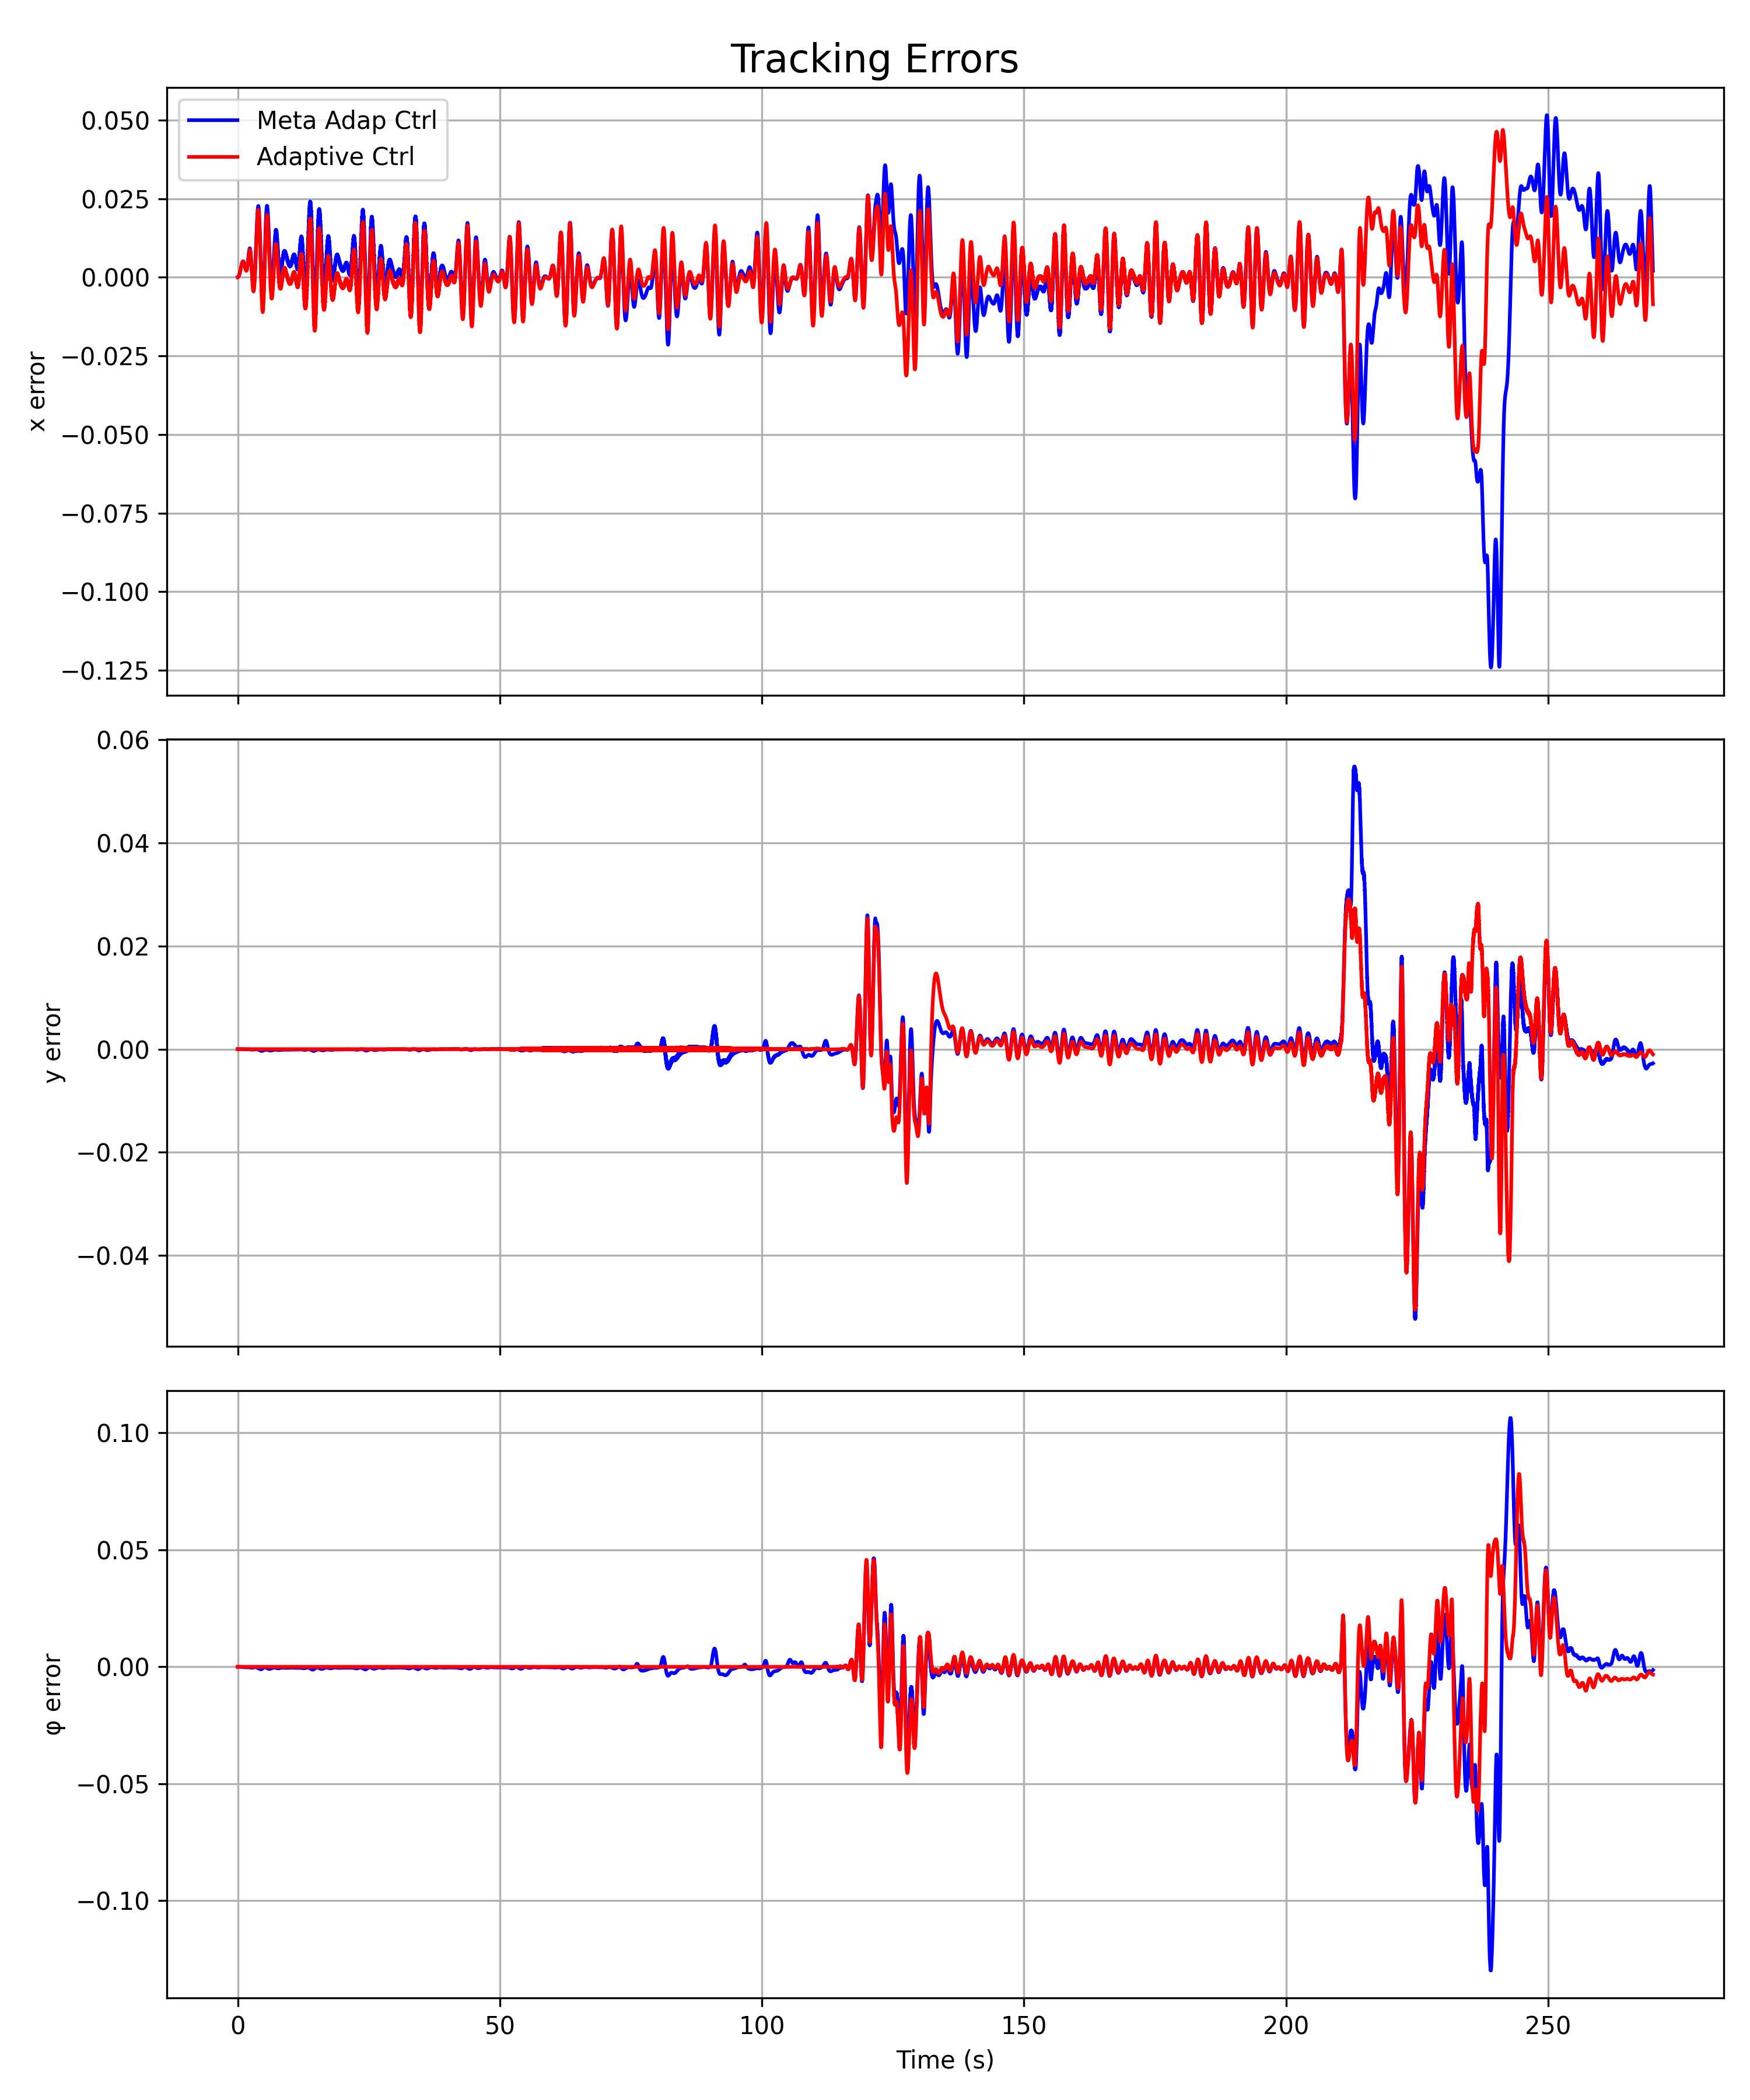 Tracking Errors
Meta Adap Ctrl
Adaptive Ctrl
0.050
0.025
0.000
−0.025
−0.050
−0.075
−0.100
−0.125
x error
0.06
0.04
0.02
0.00
−0.02
−0.04
y error
0.10
0.05
0.00
−0.05
−0.10
φ error
0 50 100 150 200 250
Time (s)